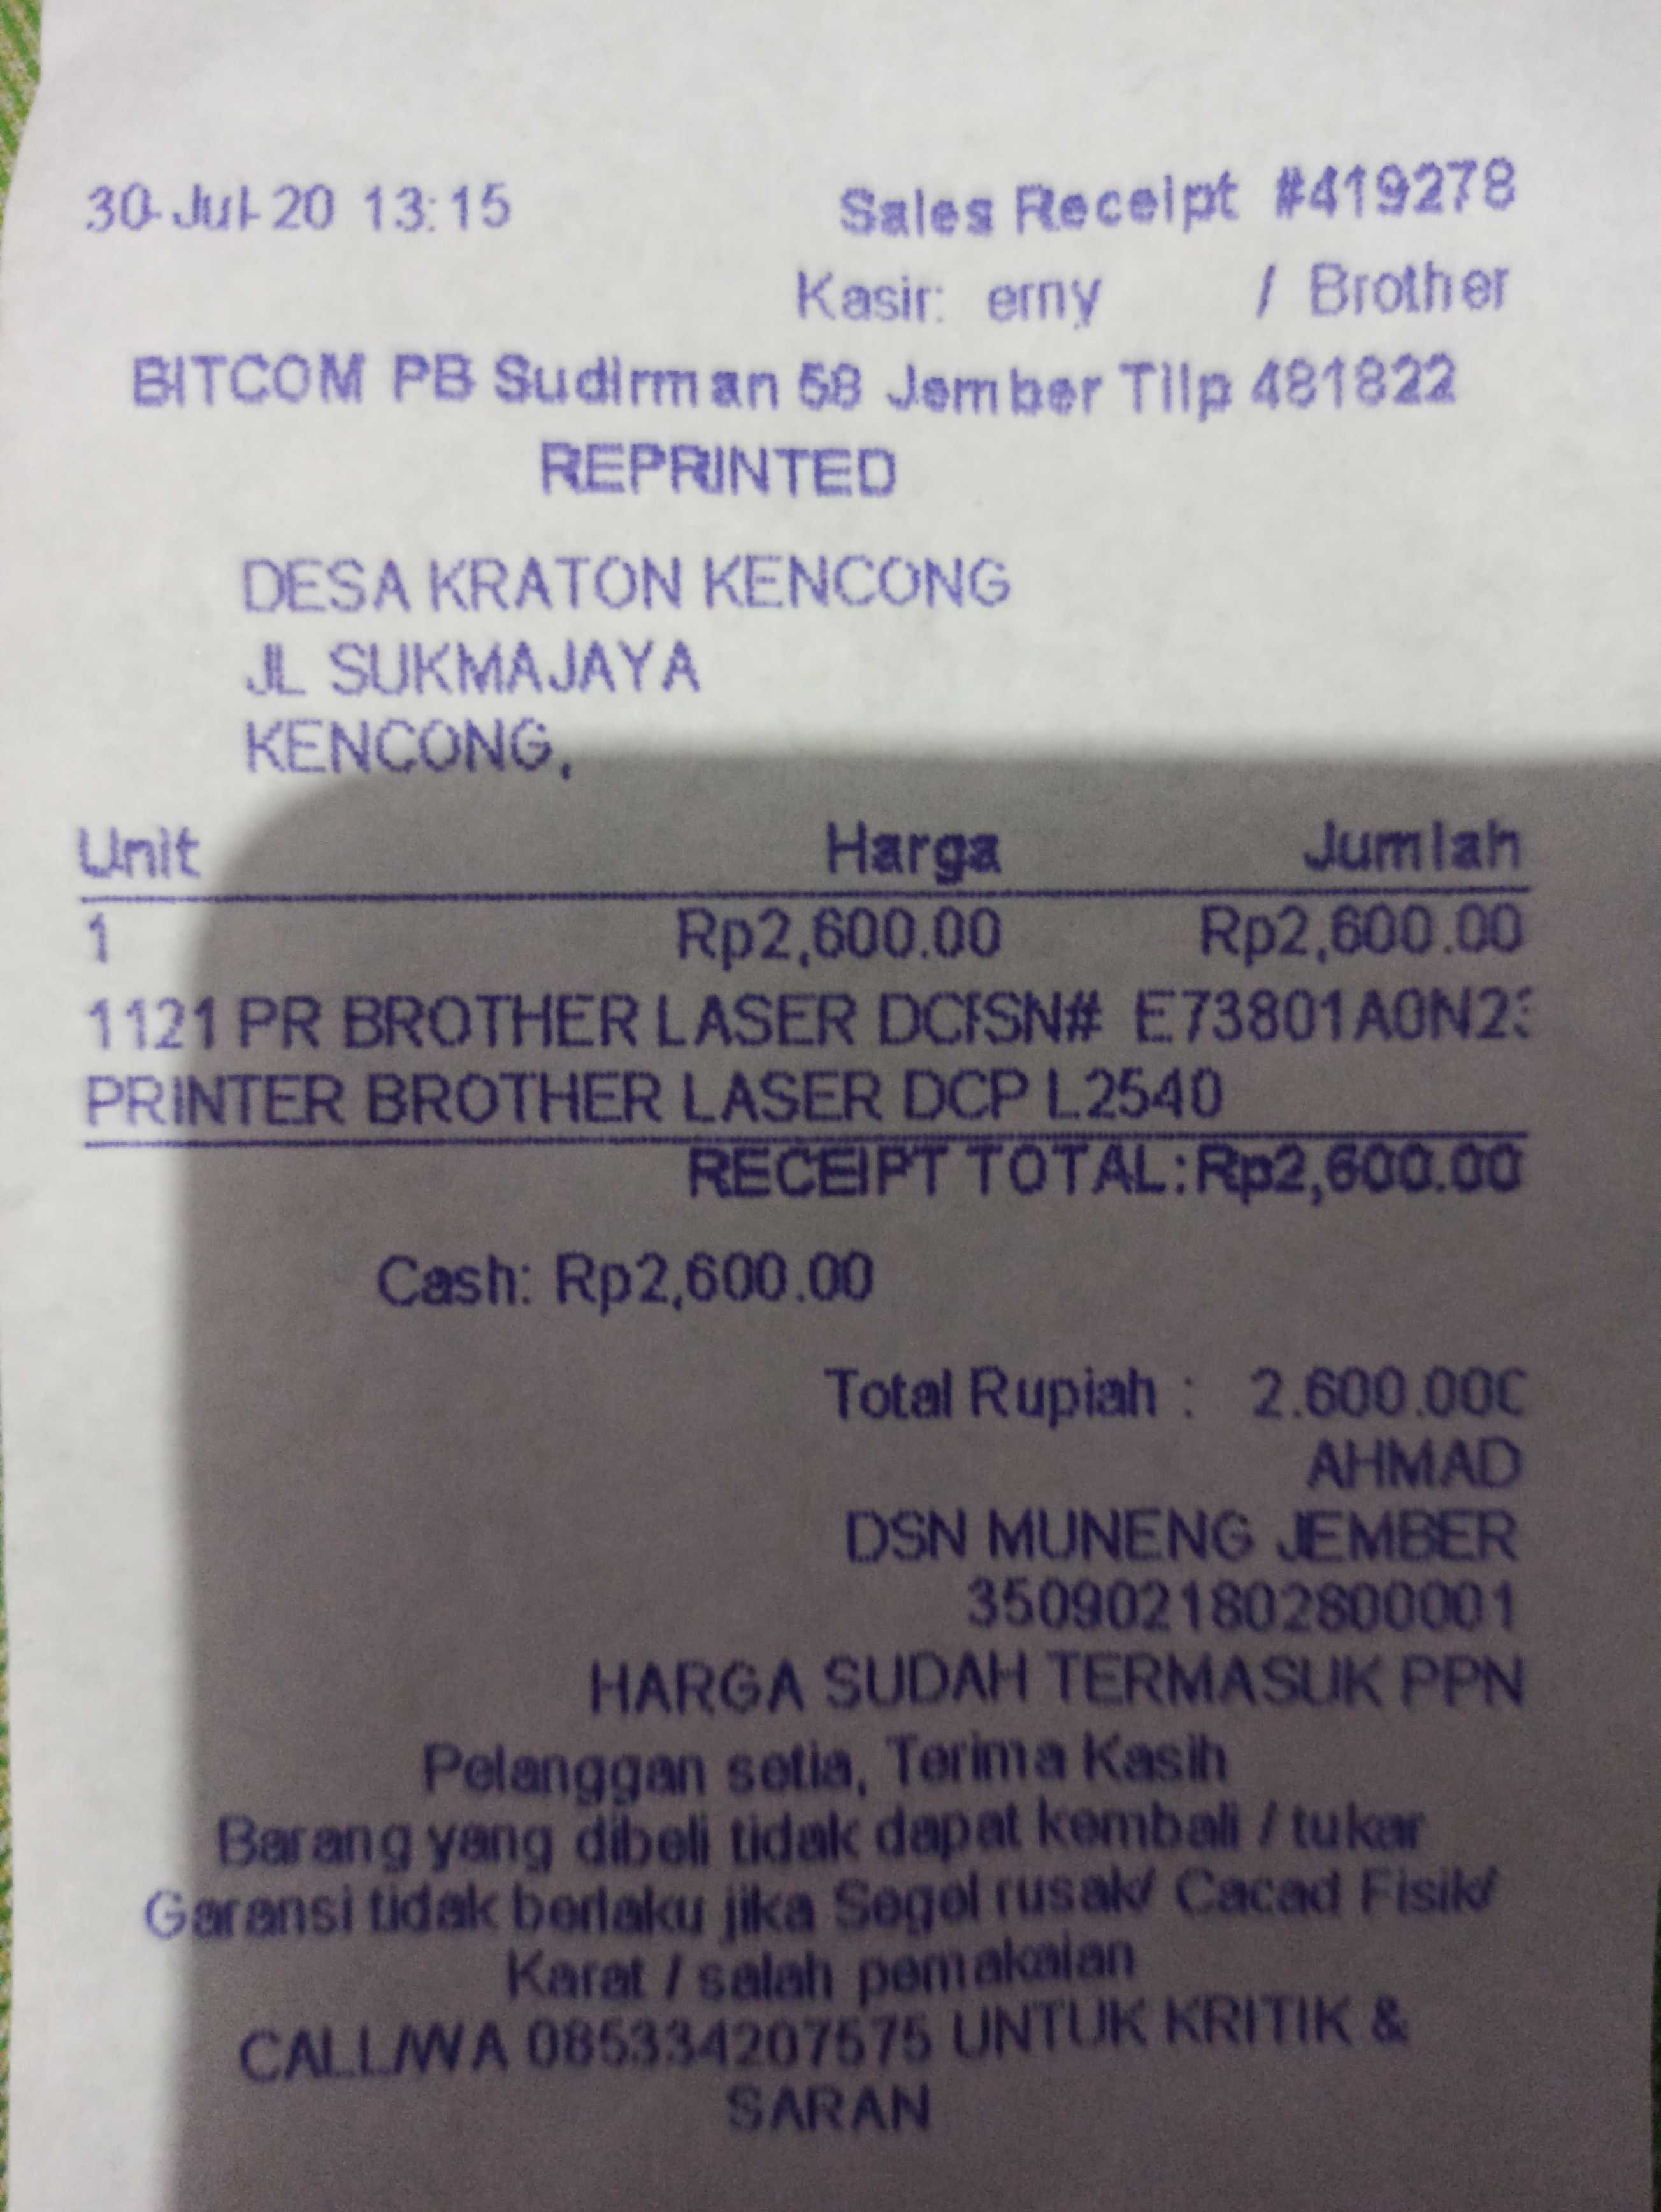 30-Jul-20 13:15 Sales Receipt #419278
Kasir: erny / Brother
BITCOM PB Sudirman 58 Jember Tllp 481822
REPRINTED
DESA KRATON KENCONG
JL SUKMAJAYA
KENCONG,
Unit Harga Jumlah
1 Rp2,600.00 Rp2,600.00
1121 PR BROTHER LASER SN#
PRINTER BROTHER LASER DCP L2540
RECEIPT TOTAL: Rp2,600.00
Cash: Rp2,600.00
Total Rupiah : 2.600.000
AHMAD
DSN MUNENG JEMBER
3509021802800001
HARGA SUDAH TERMASUK PPN
Pelanggan setia, Terima Kasih
Barang yang dibeli tidak dapat kembali / tukar
Garansi tidak berlaku jika Segel rusak/ Cacad Fisik/
Karat / salah pemakaian
CALL/WA 085334207575 UNTUK KRITIK &
SARAN